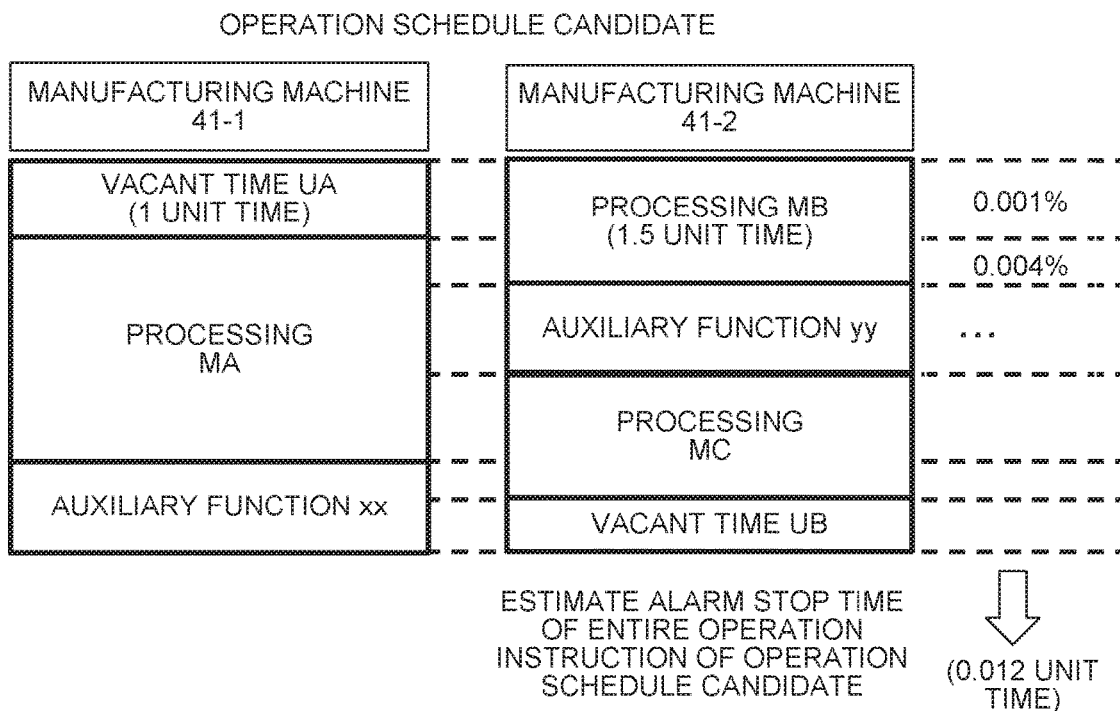 OPERATION SCHEDULE CANDIDATE
MANUFACTURING MACHINE
41-1
MANUFACTURING MACHINE
41-2
VACANT TIME UA
(1 UNIT TIME)
PROCESSING MB
(1.5 UNIT TIME)
0.001%
0.004%
PROCESSING
MA
AUXILIARY FUNCTION yy
...
PROCESSING
MC
AUXILIARY FUNCTION xx
VACANT TIME UB
ESTIMATE ALARM STOP TIME
OF ENTIRE OPERATION
INSTRUCTION OF OPERATION
SCHEDULE CANDIDATE
(0.012 UNIT
TIME)